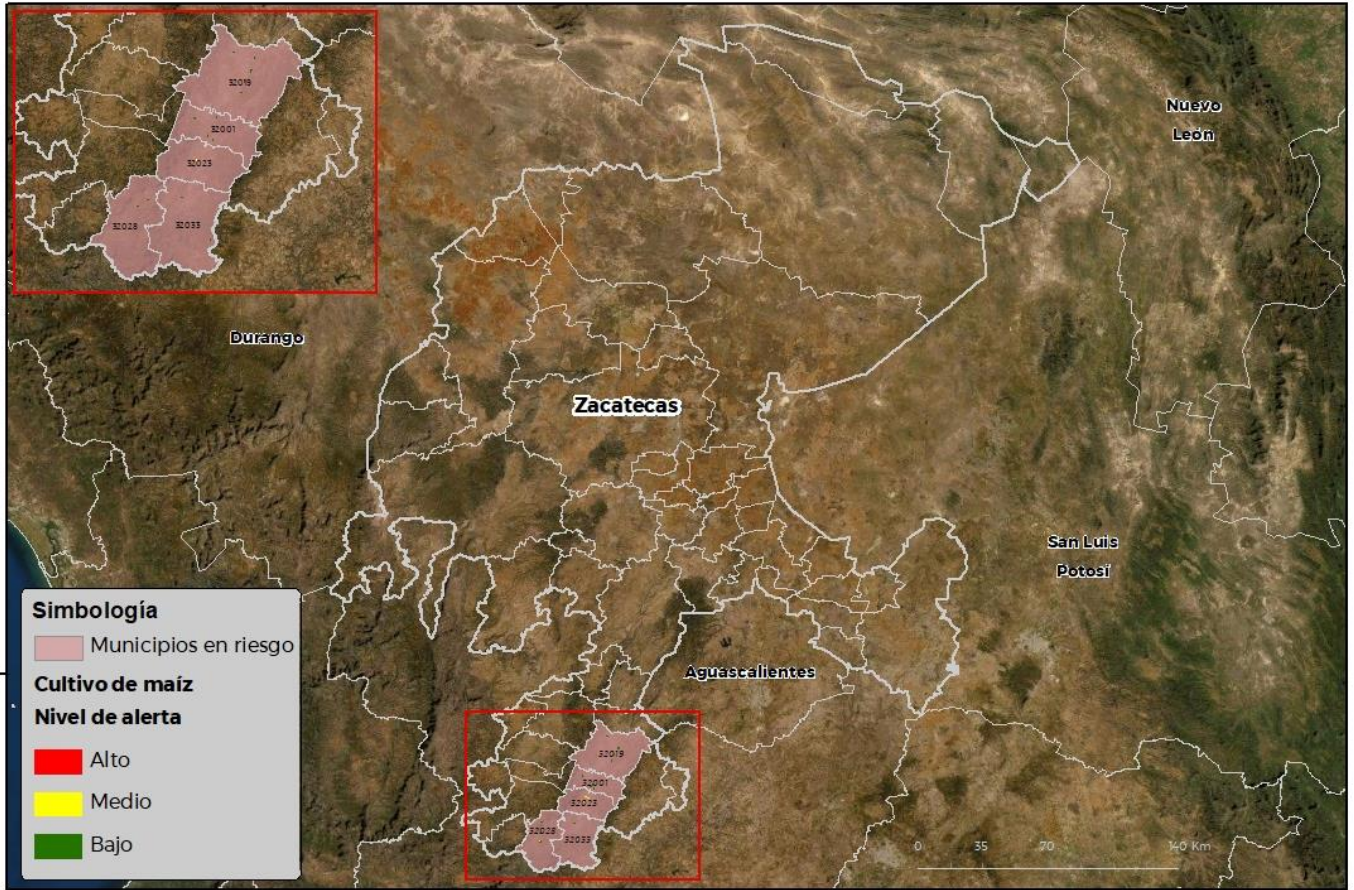 32019
32001
32023
32028
32033
Nuevo
León
Durango
Zacatecas
San Luis
Potosí
Aguascalientes
Simbología
Municipios en riesgo
Cultivo de maíz
Nivel de alerta
Alto
Medio
Bajo
32019
32001
32023
32028
32033
0 35 70 140 Km